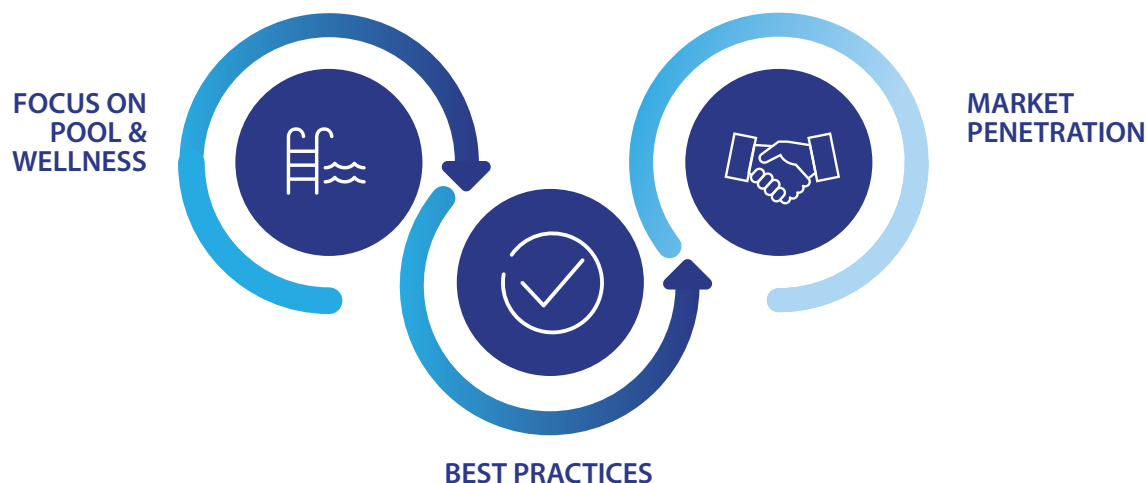 FOCUS ON
POOL &
WELLNESS
BEST PRACTICES
MARKET
PENETRATION